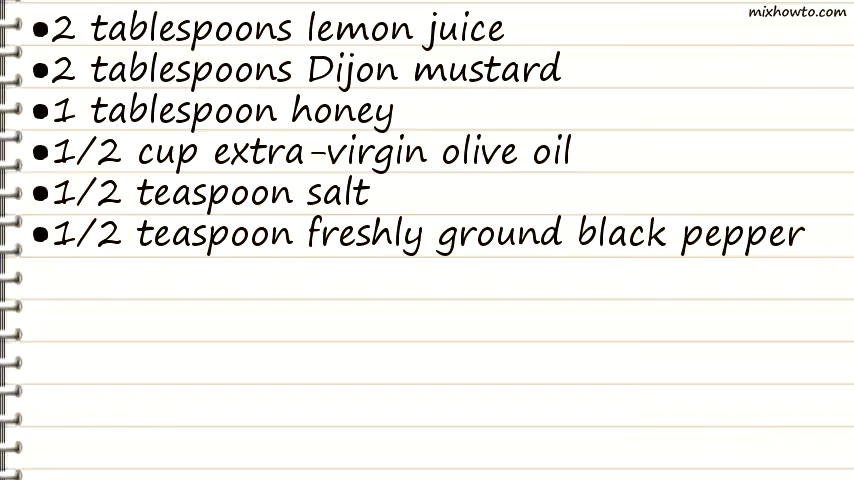 mixhowto.com
•2 tablespoons lemon juice
•2 tablespoons Dijon mustard
•1 tablespoon honey
•1/2 cup extra-virgin olive oil
•1/2 teaspoon salt
•1/2 teaspoon freshly ground black pepper